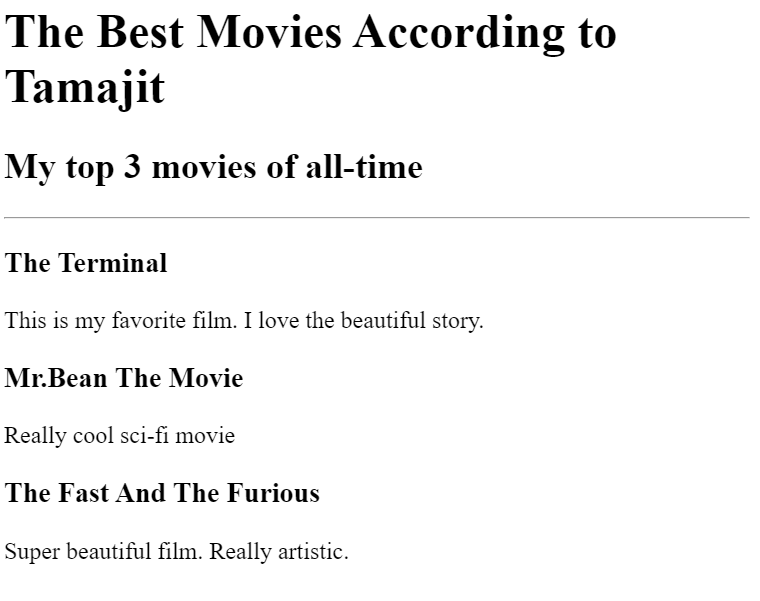 The Best Movies According to
Tamajit
My top 3 movies of all-time
The Terminal
This is my favorite film. I love the beautiful story.
Mr.Bean The Movie
Really cool sci-fi movie
The Fast And The Furious
Super beautiful film. Really artistic.